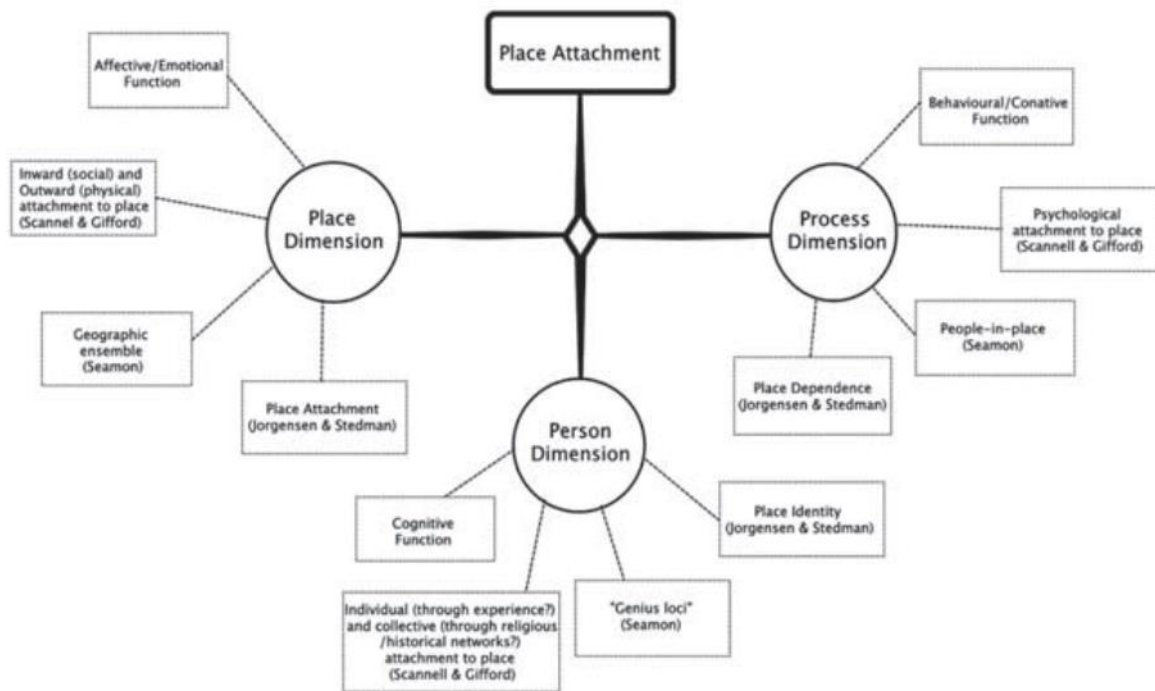 Place Attachment
Affective/Emotional
Function
Inward (social) and
Outward (physical)
attachment to place
(Scannel & Gifford)
Place
Dimension
Geographic
ensemble
(Seamon)
Place Attachment
(Jorgensen & Stedman)
Behavioural/Conative
Function
Process
Dimension
Psychological
attachment to place
(Scannell & Gifford)
People-in-place
(Seamon)
Place Dependence
(Jorgensen & Stedman)
Person
Dimension
Cognitive
Function
Individual (through experience?)
and collective (through religious
/historical networks?)
attachment to place
(Scannell & Gifford)
"Genius loci"
(Seamon)
Place Identity
(Jorgensen & Stedman)